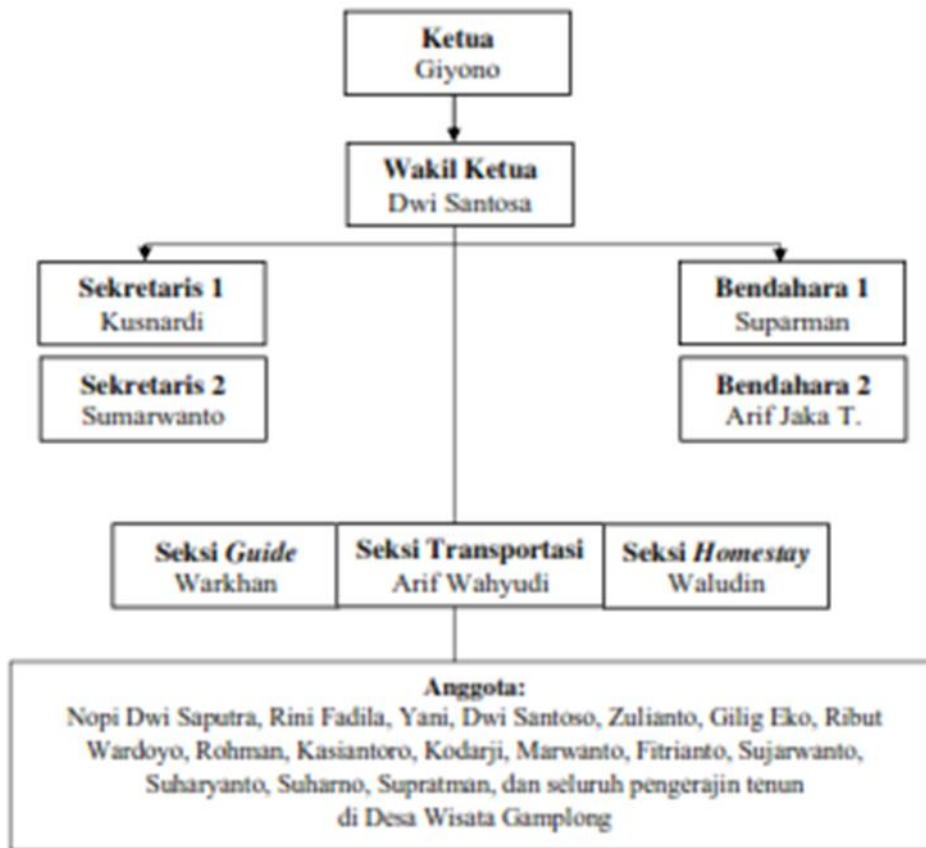 Ketua
Giyono
Wakil Ketua
Dwi Santosa
Sekretaris 1
Kusnardi
Bendahara 1
Suparman
Sekretaris 2
Sumarwanto
Bendahara 2
Arif Jaka T.
Seksi Guide
Warkhan
Seksi Transportasi
Arif Wahyudi
Seksi Homestay
Waludin
Anggota:
Nopi Dwi Saputra, Rini Fadila, Yani, Dwi Santoso, Zulianto, Gilig Eko, Ribut
Wardoyo, Rohman, Kasiantoro, Kodarji, Marwanto, Fitrianto, Sujarwanto,
Suharyanto, Suharno, Supratman, dan seluruh pengerajin tenun
di Desa Wisata Gamplong